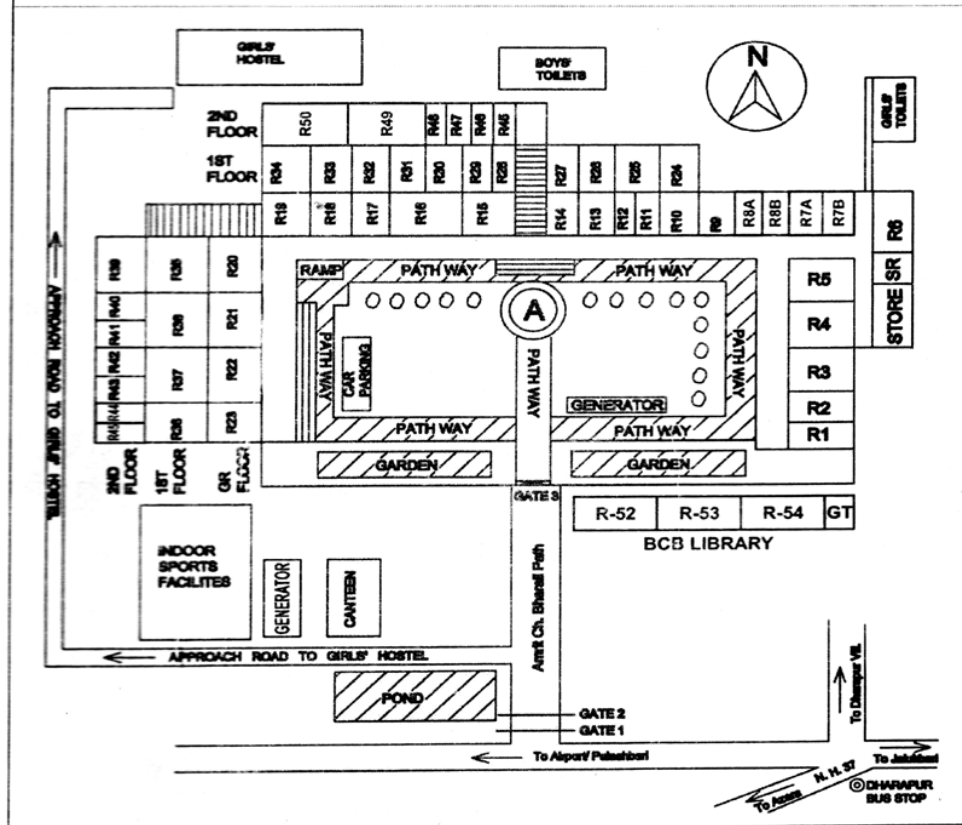 GIRLS'
HOSTEL
BOYS'
TOILETS
N
GIRLS'
TOILETS
2ND
FLOOR
R50
R49
R48
R47
R46
R45
1ST
FLOOR
R34
R33
R32
R31
R30
R29
R28
R27
R26
R25
R24
R19
R18
R17
R16
R15
R14
R13
R12
R11
R10
R9
R8A
R8B
R7A
R7B
R6
SR
STORE
R39
R40
R41
R42
R43
R44
R45
R35
R36
R37
R38
R20
R21
R22
R23
2ND
FLOOR
1ST
FLOOR
GR
FLOOR
RAMP
PATH WAY
PATH WAY
A
PATH WAY
CAR
PARKING
PATH WAY
GENERATOR
PATH WAY
PATH WAY
PATH WAY
R5
R4
R3
R2
R1
GARDEN
GARDEN
GATE 3
R-52
R-53
R-54
GT
BCB LIBRARY
INDOOR
SPORTS
FACILITES
GENERATOR
CANTEEN
Amrit Ch. Bharali Path
APPROACH ROAD TO GIRLS' HOSTEL
APPROACH ROAD TO GIRLS' HOSTEL
POND
GATE 2
GATE 1
To Airport/ Palashbari
To Dharapur Vil.
To Jalukbari
N. H. 37
To Azara
DHARAPUR
BUS STOP